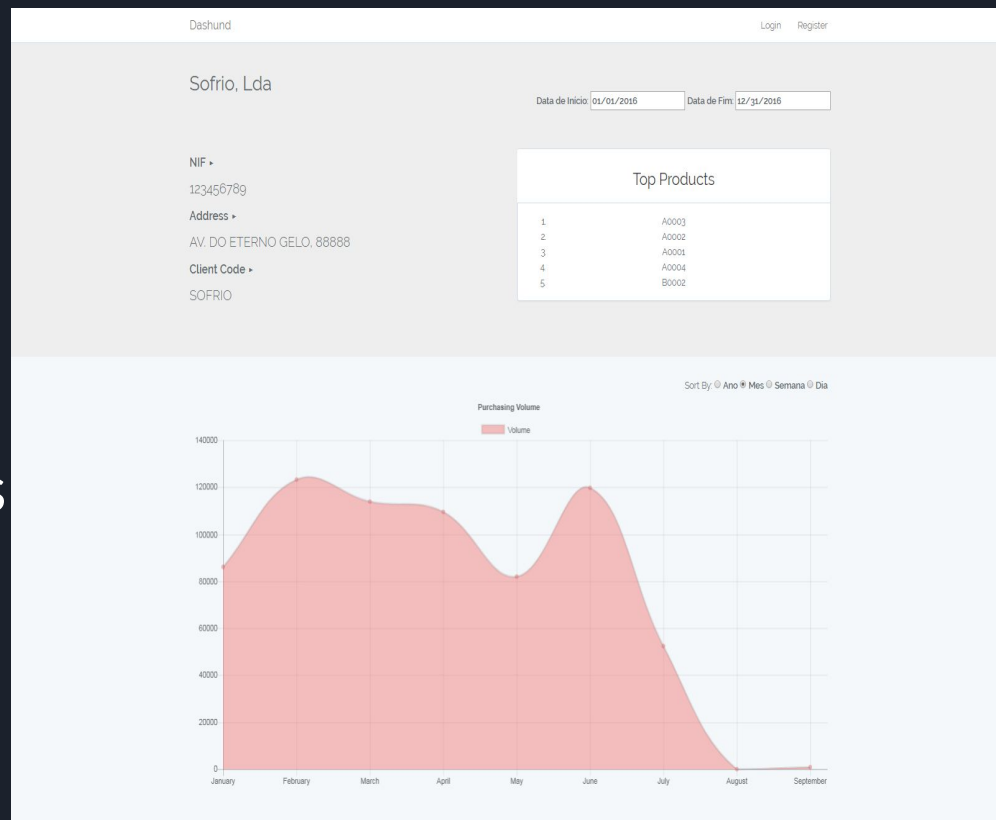 Dashund
Login Register
Sofrio, Lda
Data de Início: 01/01/2016 Data de Fim: 12/31/2016
NIF ▸
123456789
Address ▸
AV. DO ETERNO GELO, 88888
Client Code ▸
SOFRIO
Top Products
1 A0003
2 A0002
3 A0001
4 A0004
5 B0002
Sort By: Ano Mes Semana Dia
Purchasing Volume
Volume
140000
120000
100000
80000
60000
40000
20000
0
January February March April May June July August September